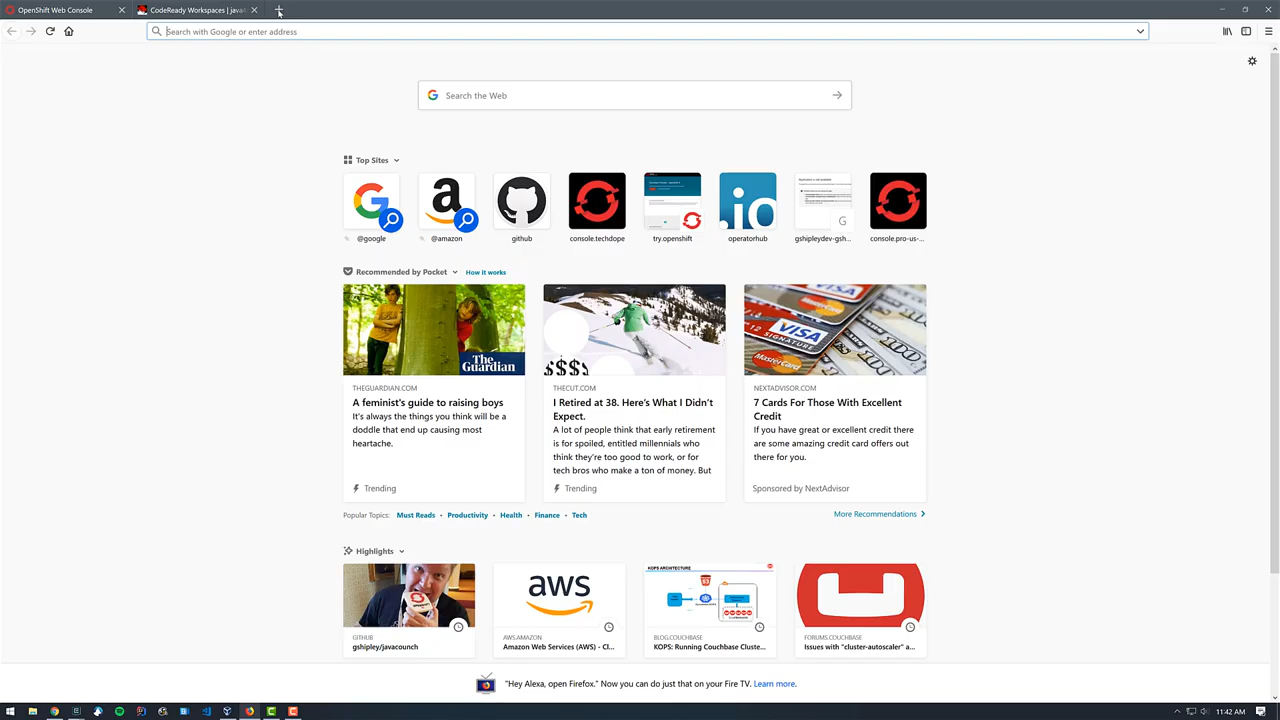 OpenShift Web Console
CodeReady Workspaces | java4
Search with Google or enter address
Search the Web
Top Sites
@google
@amazon
github
console.techdope
try.openshift
operatorhub
gshipleydev-gsh...
console.pro-us-...
.io
G
Recommended by Pocket
How it works
The Guardian
$$$$
VISA
MasterCard
THEGUARDIAN.COM
A feminist's guide to raising boys
It's always the things you think will be a
doddle that end up causing most
heartache.
Trending
THECUT.COM
I Retired at 38. Here's What I Didn't
Expect.
A lot of people think that early retirement
is for spoiled, entitled millennials who
think they're too good to work, or for
tech bros who make a ton of money. But
Trending
NEXTADVISOR.COM
7 Cards For Those With Excellent
Credit
If you have great or excellent credit there
are some amazing credit card offers out
there for you.
Sponsored by NextAdvisor
Popular Topics: Must Reads • Productivity • Health • Finance • Tech
More Recommendations
Highlights
aws
KOPS ARCHITECTURE
GITHUB
gshipley/javacounch
AWS.AMAZON
Amazon Web Services (AWS) - Cl...
BLOG.COUCHBASE
KOPS: Running Couchbase Cluste...
FORUMS.COUCHBASE
Issues with "cluster-autoscaler" a...
"Hey Alexa, open Firefox." Now you can do just that on your Fire TV. Learn more.
11:42 AM